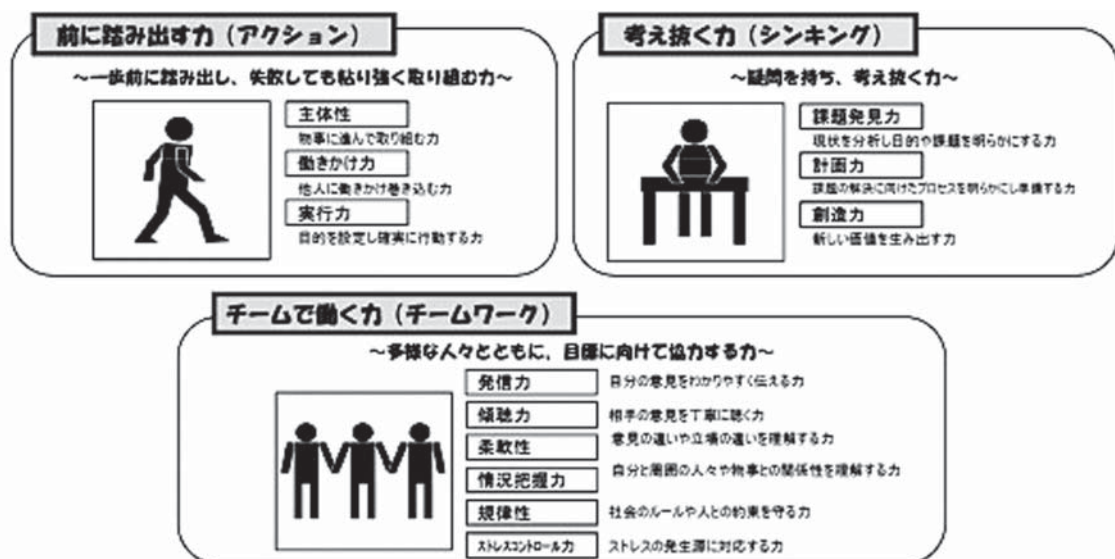 前に踏み出す力（アクション）
～一歩前に踏み出し、失敗しても粘り強く取り組む力～
主体性
物事に進んで取り組む力
働きかけ力
他人に働きかけ巻き込む力
実行力
目的を設定し確実に行動する力
考え抜く力（シンキング）
～疑問を持ち、考え抜く力～
課題発見力
現状を分析し目的や課題を明らかにする力
計画力
課題の解決に向けたプロセスを明らかにし準備する力
創造力
新しい価値を生み出す力
チームで働く力（チームワーク）
～多様な人々とともに、目標に向けて協力する力～
発信力 自分の意見をわかりやすく伝える力
傾聴力 相手の意見を丁寧に聴く力
柔軟性 意見の違いや立場の違いを理解する力
情況把握力 自分と周囲の人々や物事との関係性を理解する力
規律性 社会のルールや人との約束を守る力
ストレスコントロール力 ストレスの発生源に対応する力